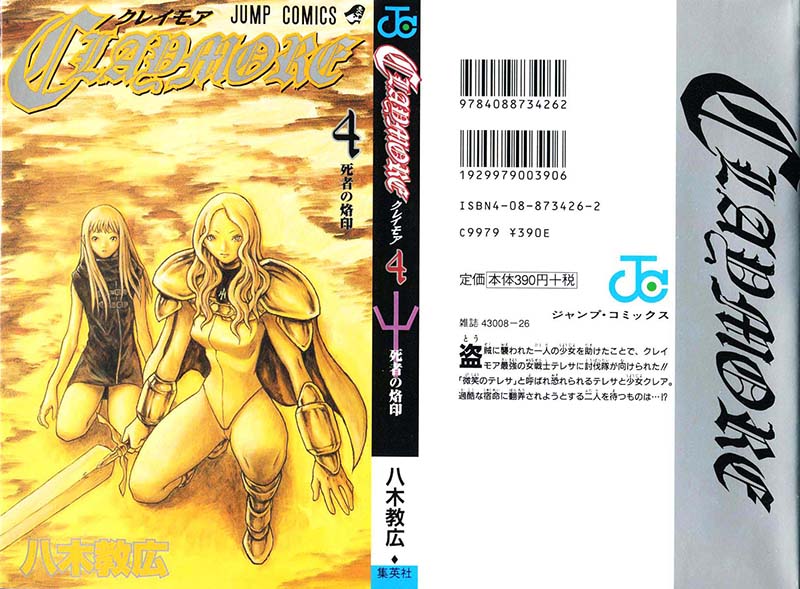 クレイモア
JUMP COMICS
CLAYMORE
4
死者の烙印
八木教広
JC
CLAYMORE
クレイモア
4
死者の烙印
八木教広
集英社
9784088734262
1929979003906
ISBN4-08-873426-2
C9979 ¥390E
定価 本体390円+税
JC
ジャンプ・コミックス
雑誌 43008-26
とう
盗賊に襲われた一人の少女を助けたことで、クレイ
モア最強の女戦士テレサに討伐隊が向けられた!!
「微笑のテレサ」と呼ばれ恐れられるテレサと少女クレア。
過酷な宿命に翻弄されようとする二人を待つものは…!?
CLAYMORE